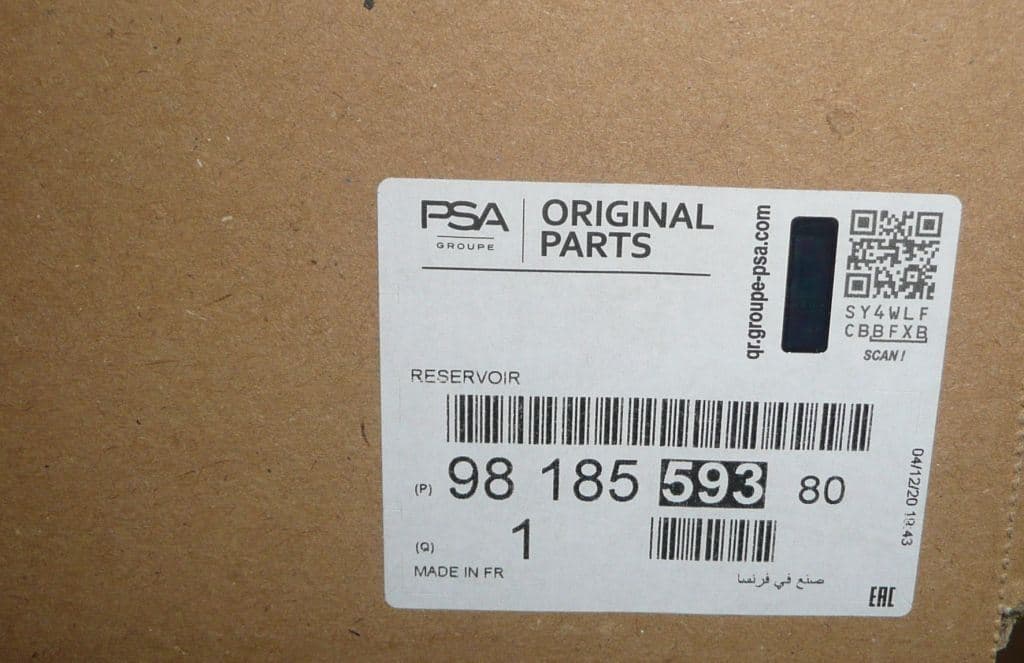 PSA
GROUPE
ORIGINAL
PARTS
qr.groupe-psa.com
SY4WLF
CBBFXB
SCAN!
RESERVOIR
(P) 98 185 593 80
(Q) 1
MADE IN FR
صنع في فرنسا
04/12/20 19:43
EAC